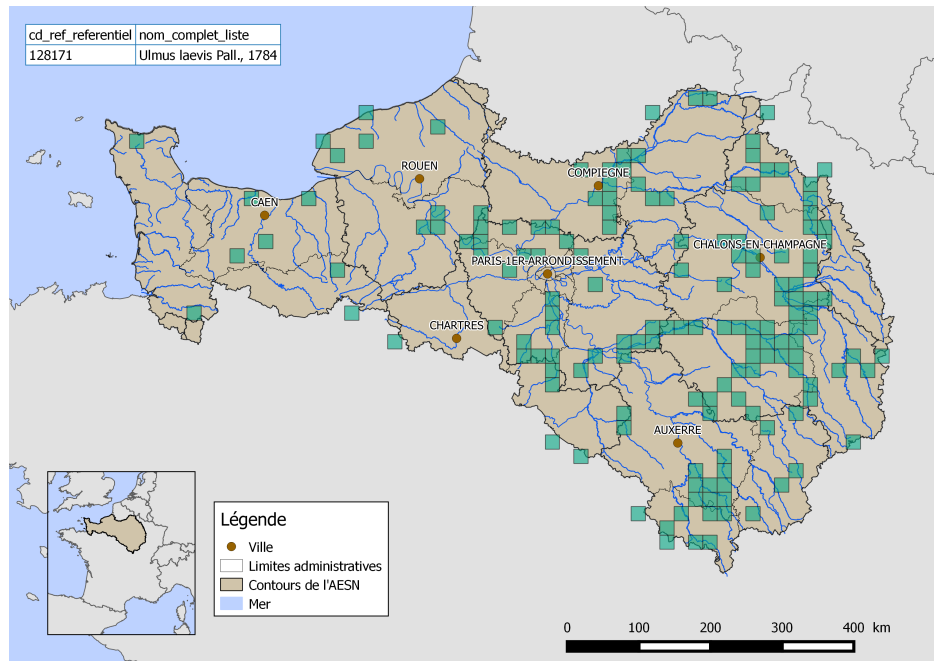 cd_ref_referentiel nom_complet_liste
128171 Ulmus laevis Pall., 1784
ROUEN
COMPIEGNE
CAEN
CHALONS-EN-CHAMPAGNE
PARIS-1ER-ARRONDISSEMENT
CHARTRES
AUXERRE
Légende
Ville
Limites administratives
Contours de l'AESN
Mer
0 100 200 300 400 km